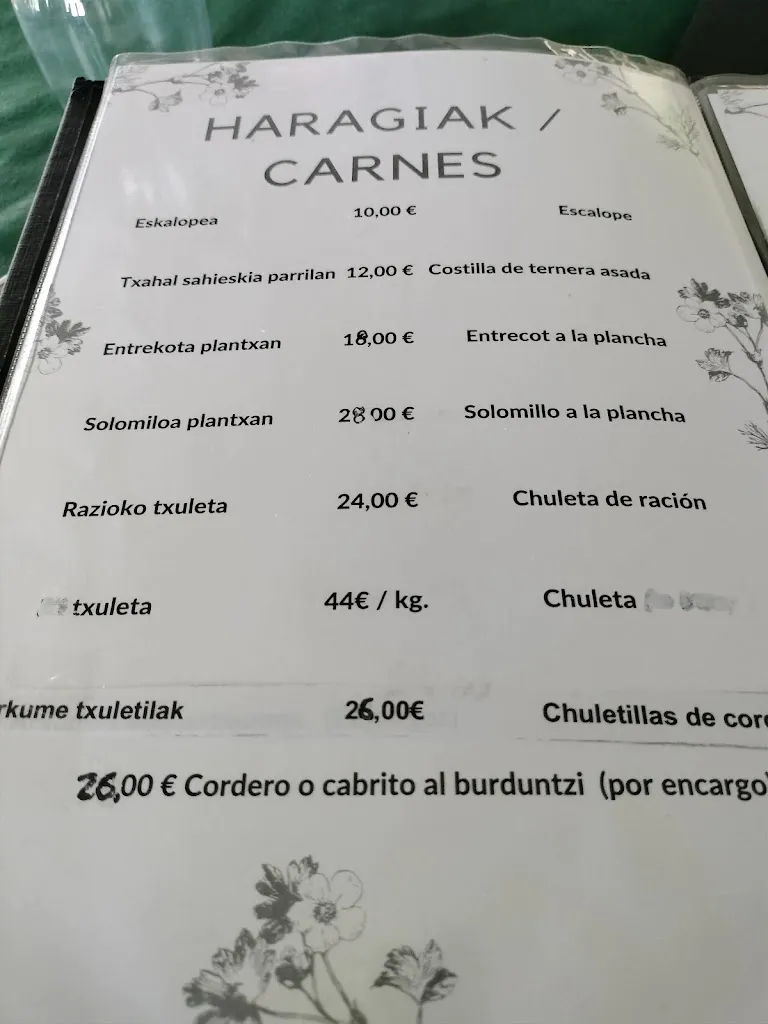 HARAGIAK /
CARNES
Eskalopea 10,00 € Escalope
Txahal sahieskia parrilan 12,00 € Costilla de ternera asada
Entrekota plantxan 18,00 € Entrecot a la plancha
Solomiloa plantxan 28 00 € Solomillo a la plancha
Razioko txuleta 24,00 € Chuleta de ración
txuleta 44€ / kg. Chuleta
rkume txuletilak 26,00€ Chuletillas de cor
26,00 € Cordero o cabrito al burduntzi (por encargo)